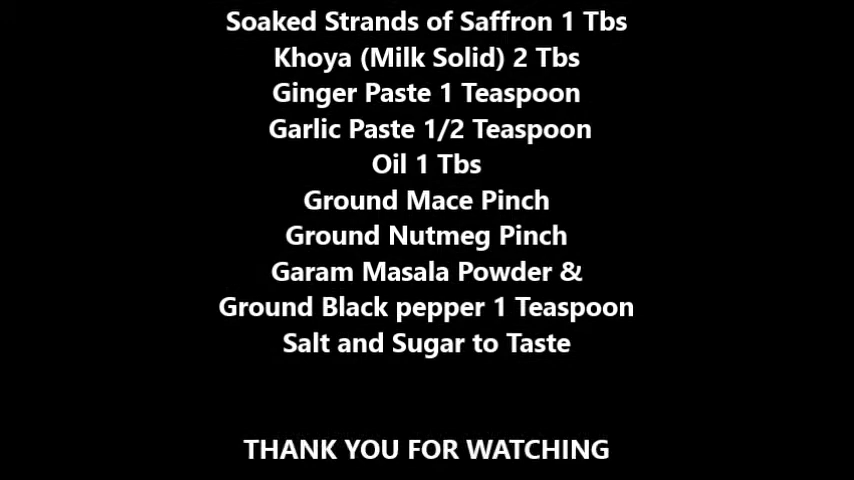 Soaked Strands of Saffron 1 Tbs
Khoya (Milk Solid) 2 Tbs
Ginger Paste 1 Teaspoon
Garlic Paste 1/2 Teaspoon
Oil 1 Tbs
Ground Mace Pinch
Ground Nutmeg Pinch
Garam Masala Powder &
Ground Black pepper 1 Teaspoon
Salt and Sugar to Taste
THANK YOU FOR WATCHING